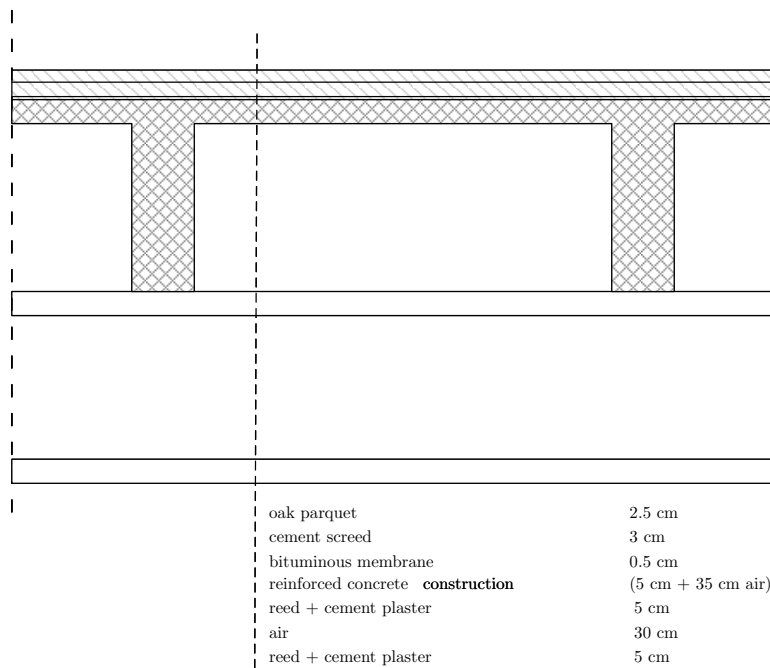 oak parquet 2.5 cm
cement screed 3 cm
bituminous membrane 0.5 cm
reinforced concrete construction (5 cm + 35 cm air)
reed + cement plaster 5 cm
air 30 cm
reed + cement plaster 5 cm